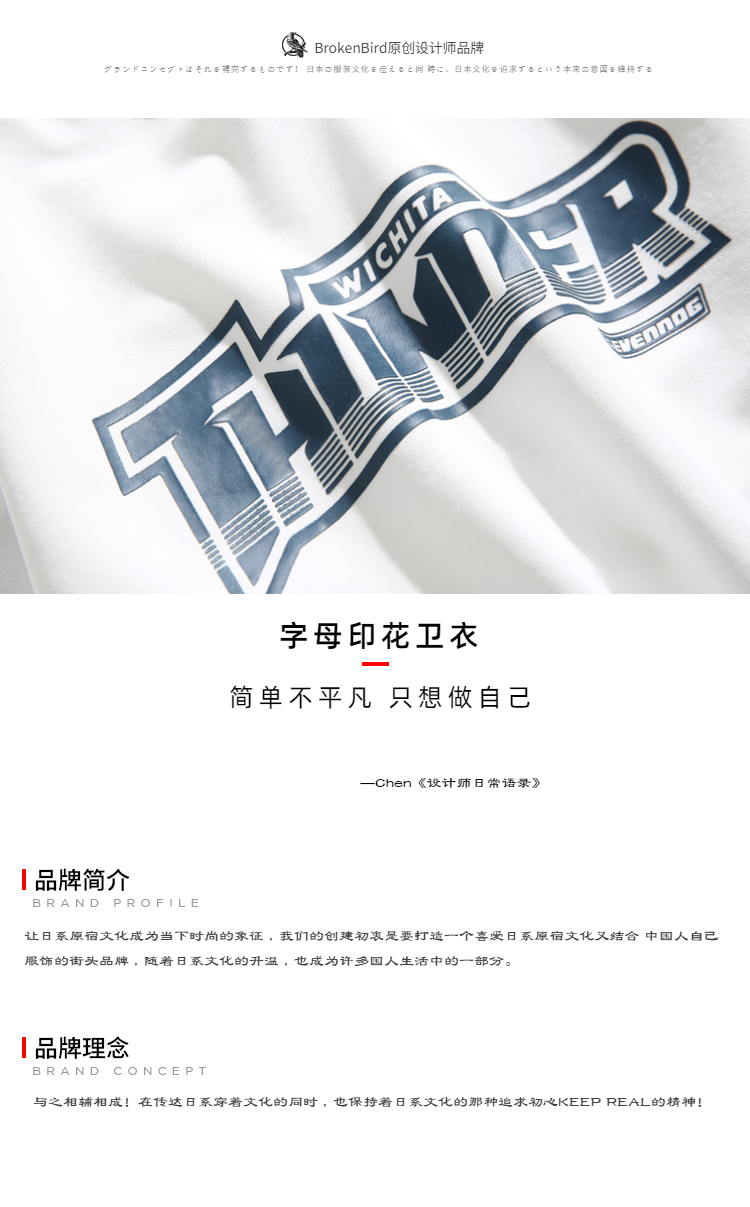 BrokenBird原创设计师品牌
ブランドコンセプトはそれを補完するものです! 日本の服装文化を伝えると同 時に、日本文化を追求するという本来の意図を維持する
WICHITA
THUNDER
字母印花卫衣
简单不平凡 只想做自己
—Chen《设计师日常语录》
品牌简介
BRAND PROFILE
让日系原宿文化成为当下时尚的象征，我们的创建初衷是要打造一个喜爱日系原宿文化又结合 中国人自己
服饰的街头品牌，随着日系文化的升温，也成为许多国人生活中的一部分。
品牌理念
BRAND CONCEPT
与之相辅相成！在传达日系穿着文化的同时，也保持着日系文化的那种追求初心KEEP REAL的精神！